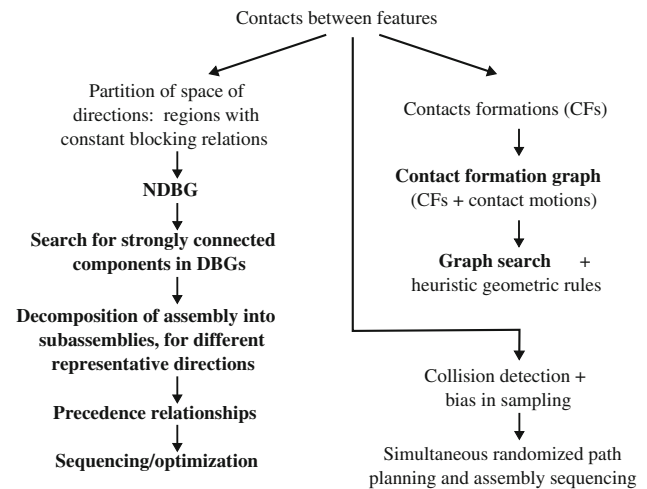 Contacts between features
Partition of space of
directions: regions with
constant blocking relations
NDBG
Search for strongly connected
components in DBGs
Decomposition of assembly into
subassemblies, for different
representative directions
Precedence relationships
Sequencing/optimization
Contacts formations (CFs)
Contact formation graph
(CFs + contact motions)
Graph search +
heuristic geometric rules
Collision detection +
bias in sampling
Simultaneous randomized path
planning and assembly sequencing